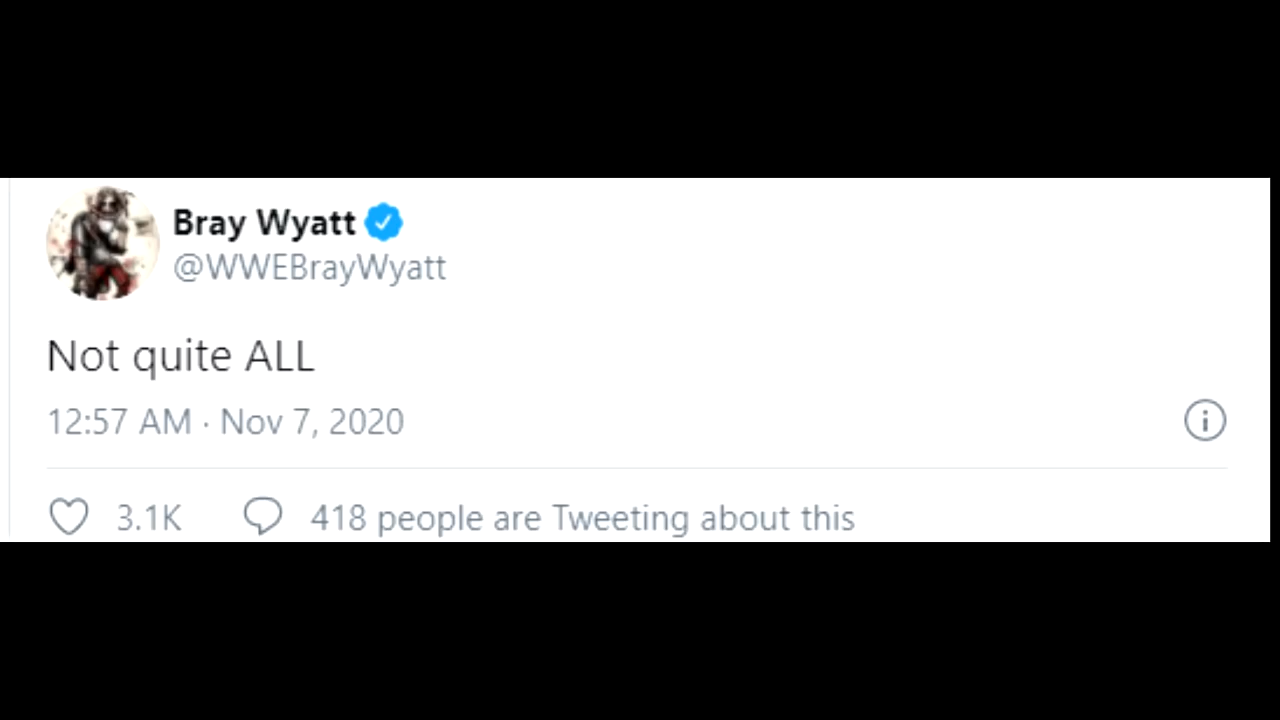 Bray Wyatt
@WWEBrayWyatt
Not quite ALL
12:57 AM · Nov 7, 2020
3.1K 418 people are Tweeting about this